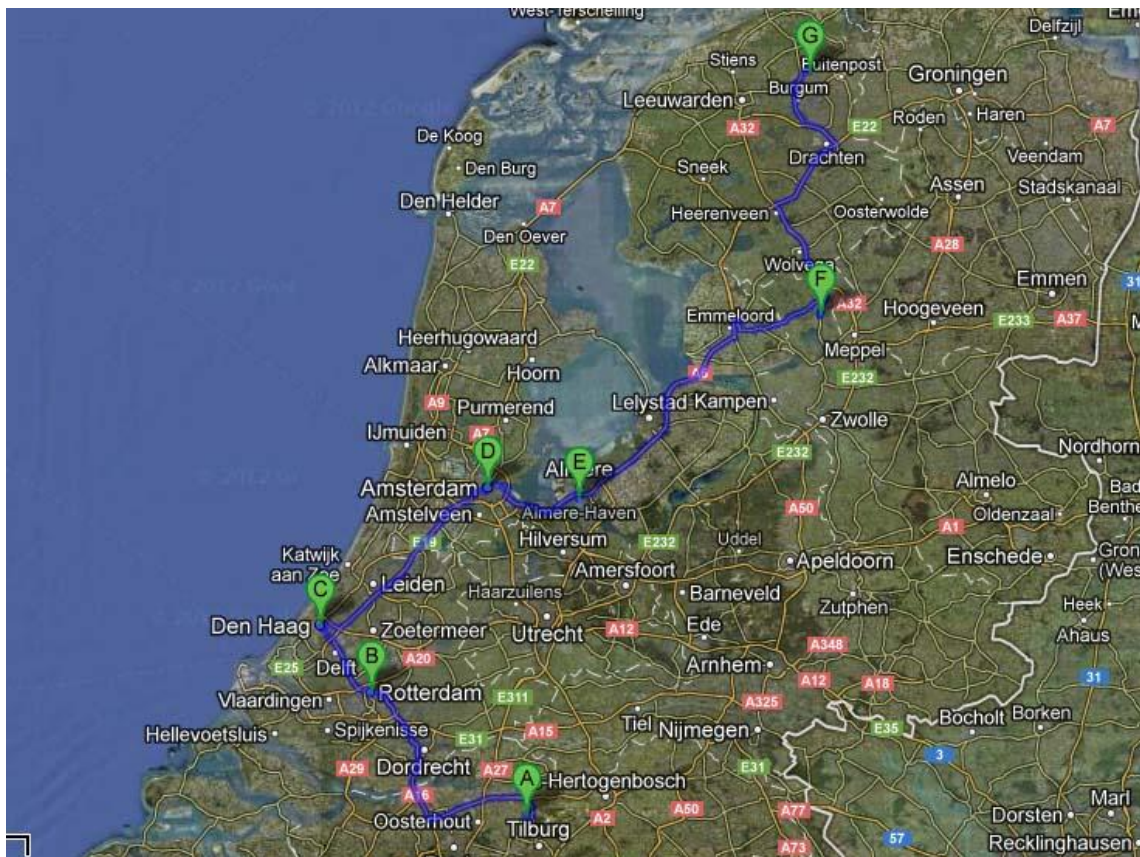 West-Terschelling
Delfzijl
G
Stiens
Buitenpost
Groningen
Leeuwarden
Burgum
Haren
De Koog
A32
E22
Roden
A7
Den Burg
Drachten
Veendam
Sneek
Assen
Stadskanaal
Den Helder
A7
Heerenveen
Oosterwolde
Den Oever
A28
E22
Wolvega
F
Emmen
31
A32
Emmeloord
Hoogeveen
E233
A37
Heerhugowaard
Meppel
Alkmaar
Hoorn
E232
A9
Purmerend
Lelystad
Kampen
A7
Zwolle
IJmuiden
Nordhorn
D
E
Almere
E232
Amsterdam
Almelo
Amstelveen
Almere-Haven
A50
Oldenzaal
A1
E19
Hilversum
E232
Uddel
Enschede
Katwijk
aan Zee
Leiden
Amersfoort
Apeldoorn
C
Haarzuilens
Barneveld
Zutphen
Heek
Den Haag
Zoetermeer
Utrecht
A12
Ede
A348
Ahaus
E25
Delft
A20
Arnhem
A12
A18
31
B
Vlaardingen
Rotterdam
E311
A325
Hellevoetsluis
Spijkenisse
E31
A15
Tiel
Nijmegen
E35
Bocholt
Borken
3
A29
Dordrecht
A27
E31
A
-Hertogenbosch
A16
A50
A77
Oosterhout
Tilburg
A2
Dorsten
Marl
57
A73
Recklinghausen